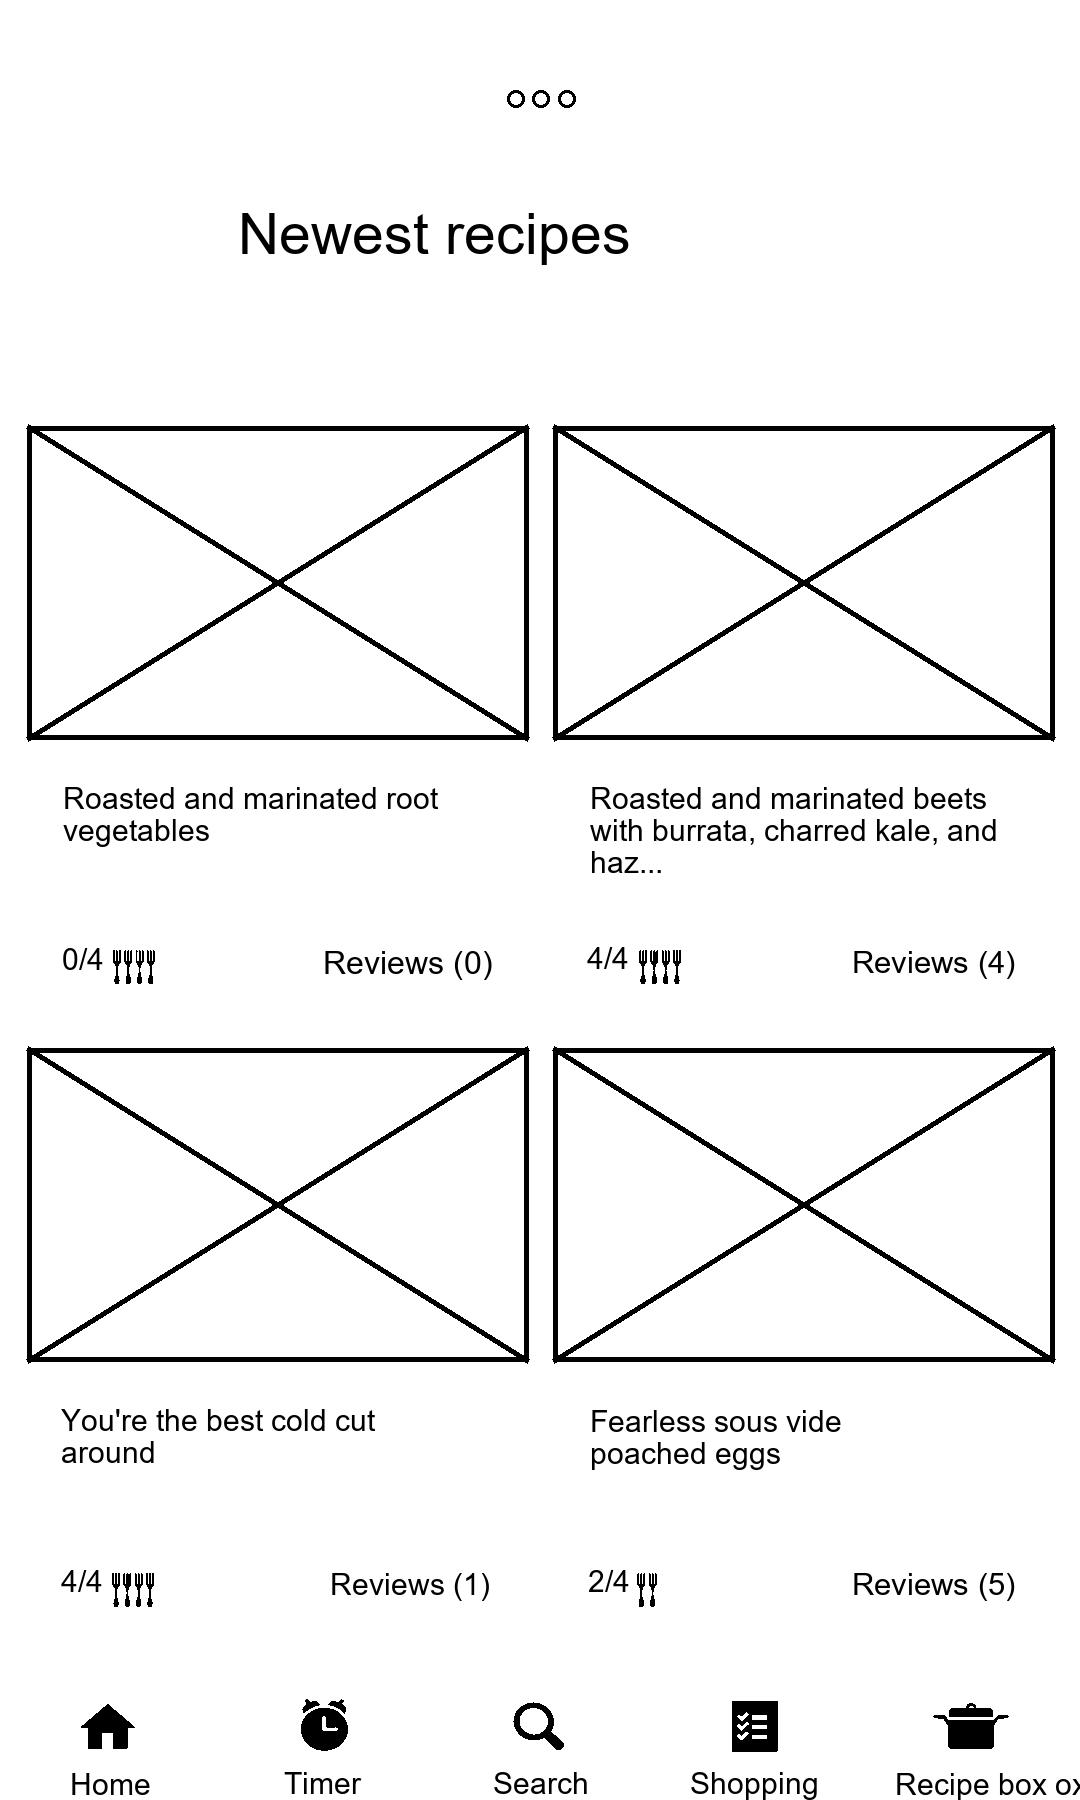 Newest recipes
Roasted and marinated root
vegetables
Roasted and marinated beets
with burrata, charred kale, and
haz...
0/4
Reviews (0)
4/4
Reviews (4)
You're the best cold cut
around
Fearless sous vide
poached eggs
4/4
Reviews (1)
2/4
Reviews (5)
Home
Timer
Search
Shopping
Recipe box ox